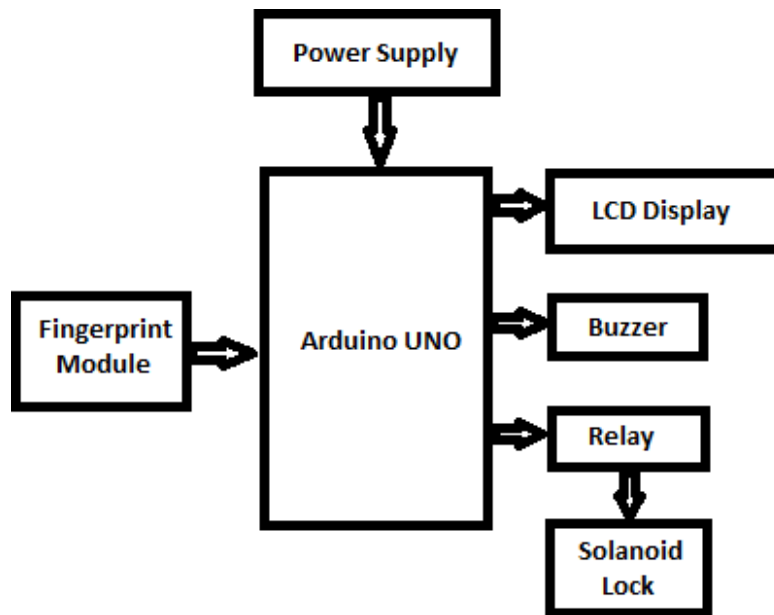 Power Supply
LCD Display
Fingerprint
Module
Arduino UNO
Buzzer
Relay
Solanoid
Lock